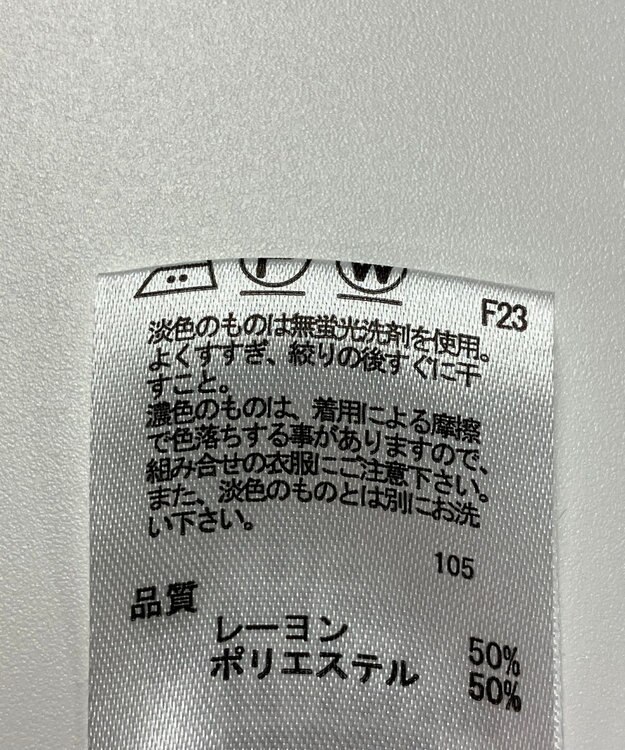 P W
F23
淡色のものは無蛍光洗剤を使用。
よくすすぎ、絞りの後すぐに干
すこと。
濃色のものは、着用による摩擦
で色落ちする事がありますので、
組み合せの衣服にご注意下さい。
また、淡色のものとは別にお洗
い下さい。
105
品質
レーヨン 50%
ポリエステル 50%